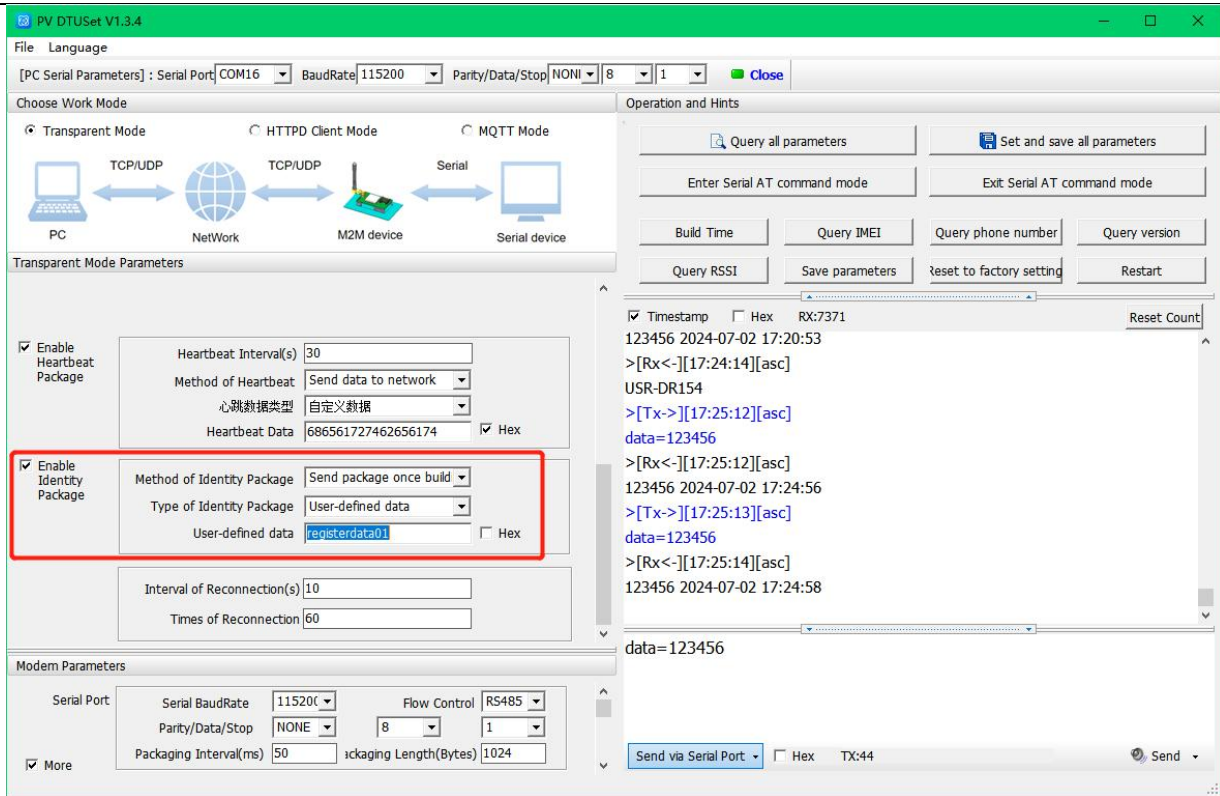 PV DTUSet V1.3.4
File Language
[PC Serial Parameters] : Serial Port COM16 BaudRate 115200 Parity/Data/Stop NONI 8 1 Close
Choose Work Mode
Transparent Mode HTTPD Client Mode MQTT Mode
TCP/UDP TCP/UDP Serial
PC NetWork M2M device Serial device
Transparent Mode Parameters
Enable Heartbeat Package
Heartbeat Interval(s) 30
Method of Heartbeat Send data to network
心跳数据类型 自定义数据
Heartbeat Data 686561727462656174 Hex
Enable Identity Package
Method of Identity Package Send package once build
Type of Identity Package User-defined data
User-defined data registerdata01 Hex
Interval of Reconnection(s) 10
Times of Reconnection 60
Modem Parameters
Serial Port
Serial BaudRate 11520( Flow Control RS485
Parity/Data/Stop NONE 8 1
Packaging Interval(ms) 50 ackaging Length(Bytes) 1024
More
Operation and Hints
Query all parameters Set and save all parameters
Enter Serial AT command mode Exit Serial AT command mode
Build Time Query IMEI Query phone number Query version
Query RSSI Save parameters Reset to factory setting Restart
Timestamp Hex RX:7371 Reset Count
123456 2024-07-02 17:20:53
>[Rx<-][17:24:14][asc]
USR-DR154
>[Tx->][17:25:12][asc]
data=123456
>[Rx<-][17:25:12][asc]
123456 2024-07-02 17:24:56
>[Tx->][17:25:13][asc]
data=123456
>[Rx<-][17:25:14][asc]
123456 2024-07-02 17:24:58
data=123456
Send via Serial Port Hex TX:44 Send